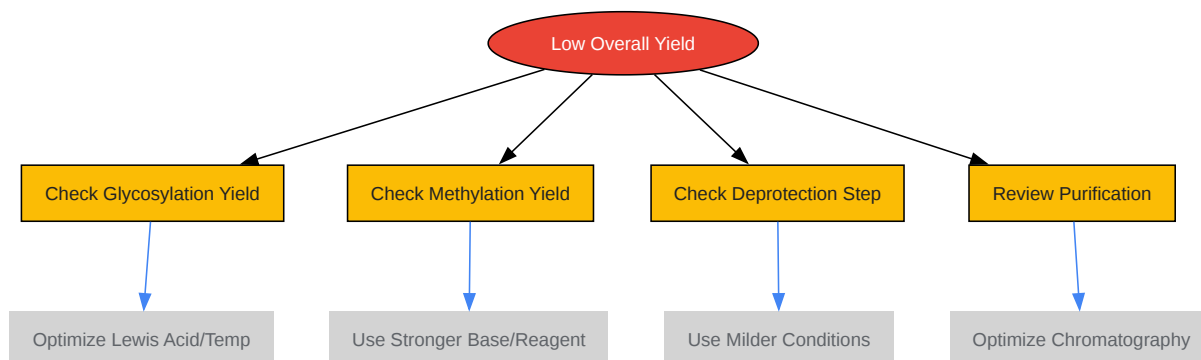 Low Overall Yield
Check Glycosylation Yield
Check Methylation Yield
Check Deprotection Step
Review Purification
Optimize Lewis Acid/Temp
Use Stronger Base/Reagent
Use Milder Conditions
Optimize Chromatography